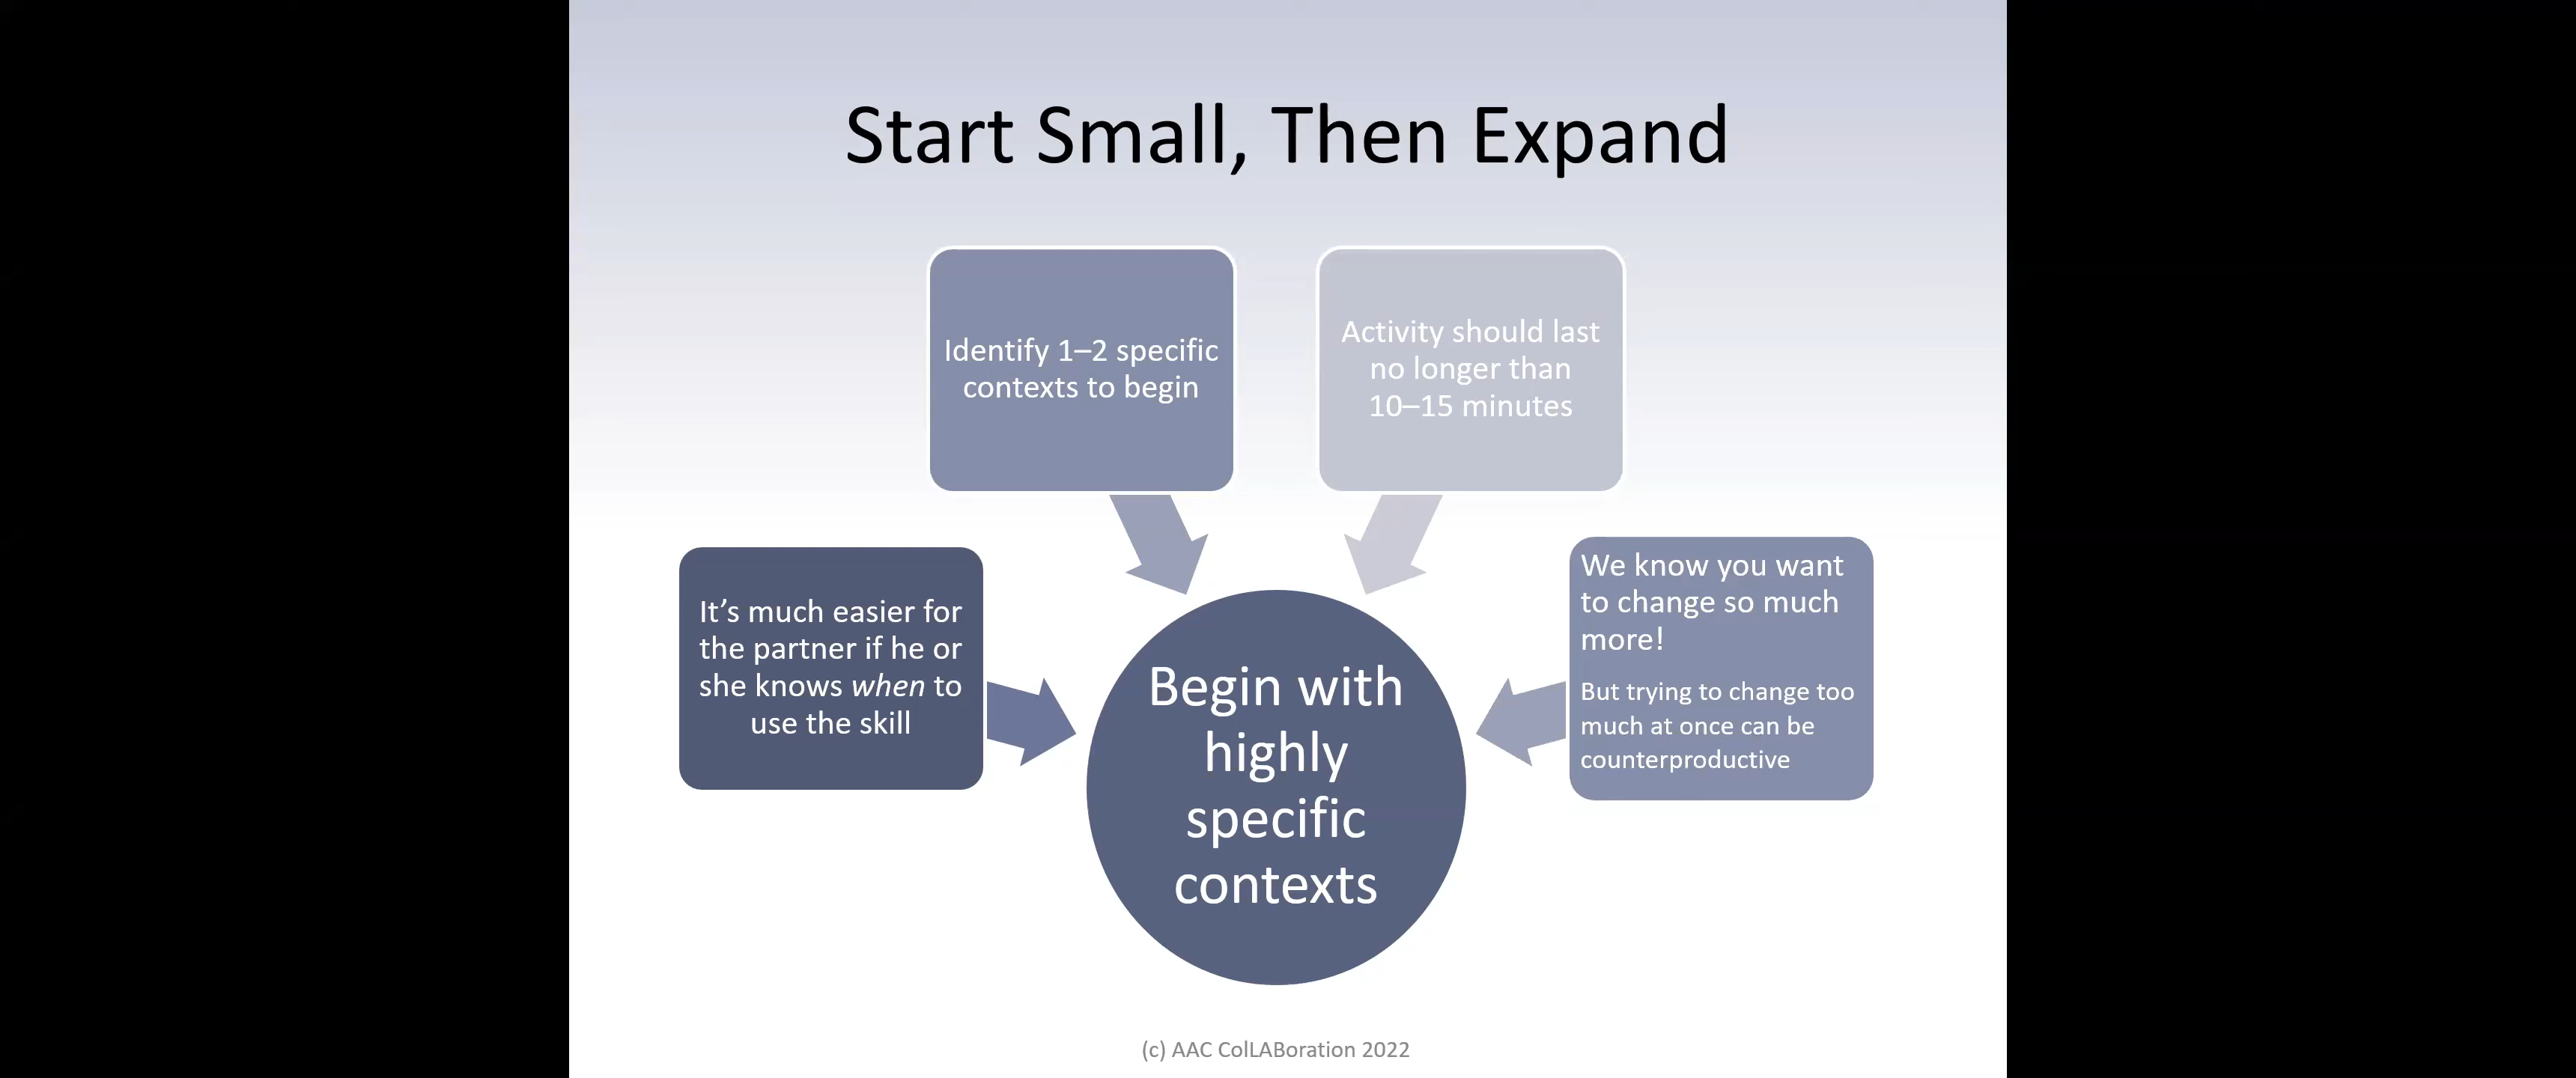 Start Small, Then Expand
Identify 1–2 specific
contexts to begin
Activity should last
no longer than
10–15 minutes
It’s much easier for
the partner if he or
she knows when to
use the skill
We know you want
to change so much
more!
But trying to change too
much at once can be
counterproductive
Begin with
highly
specific
contexts
(c) AAC ColLABoration 2022